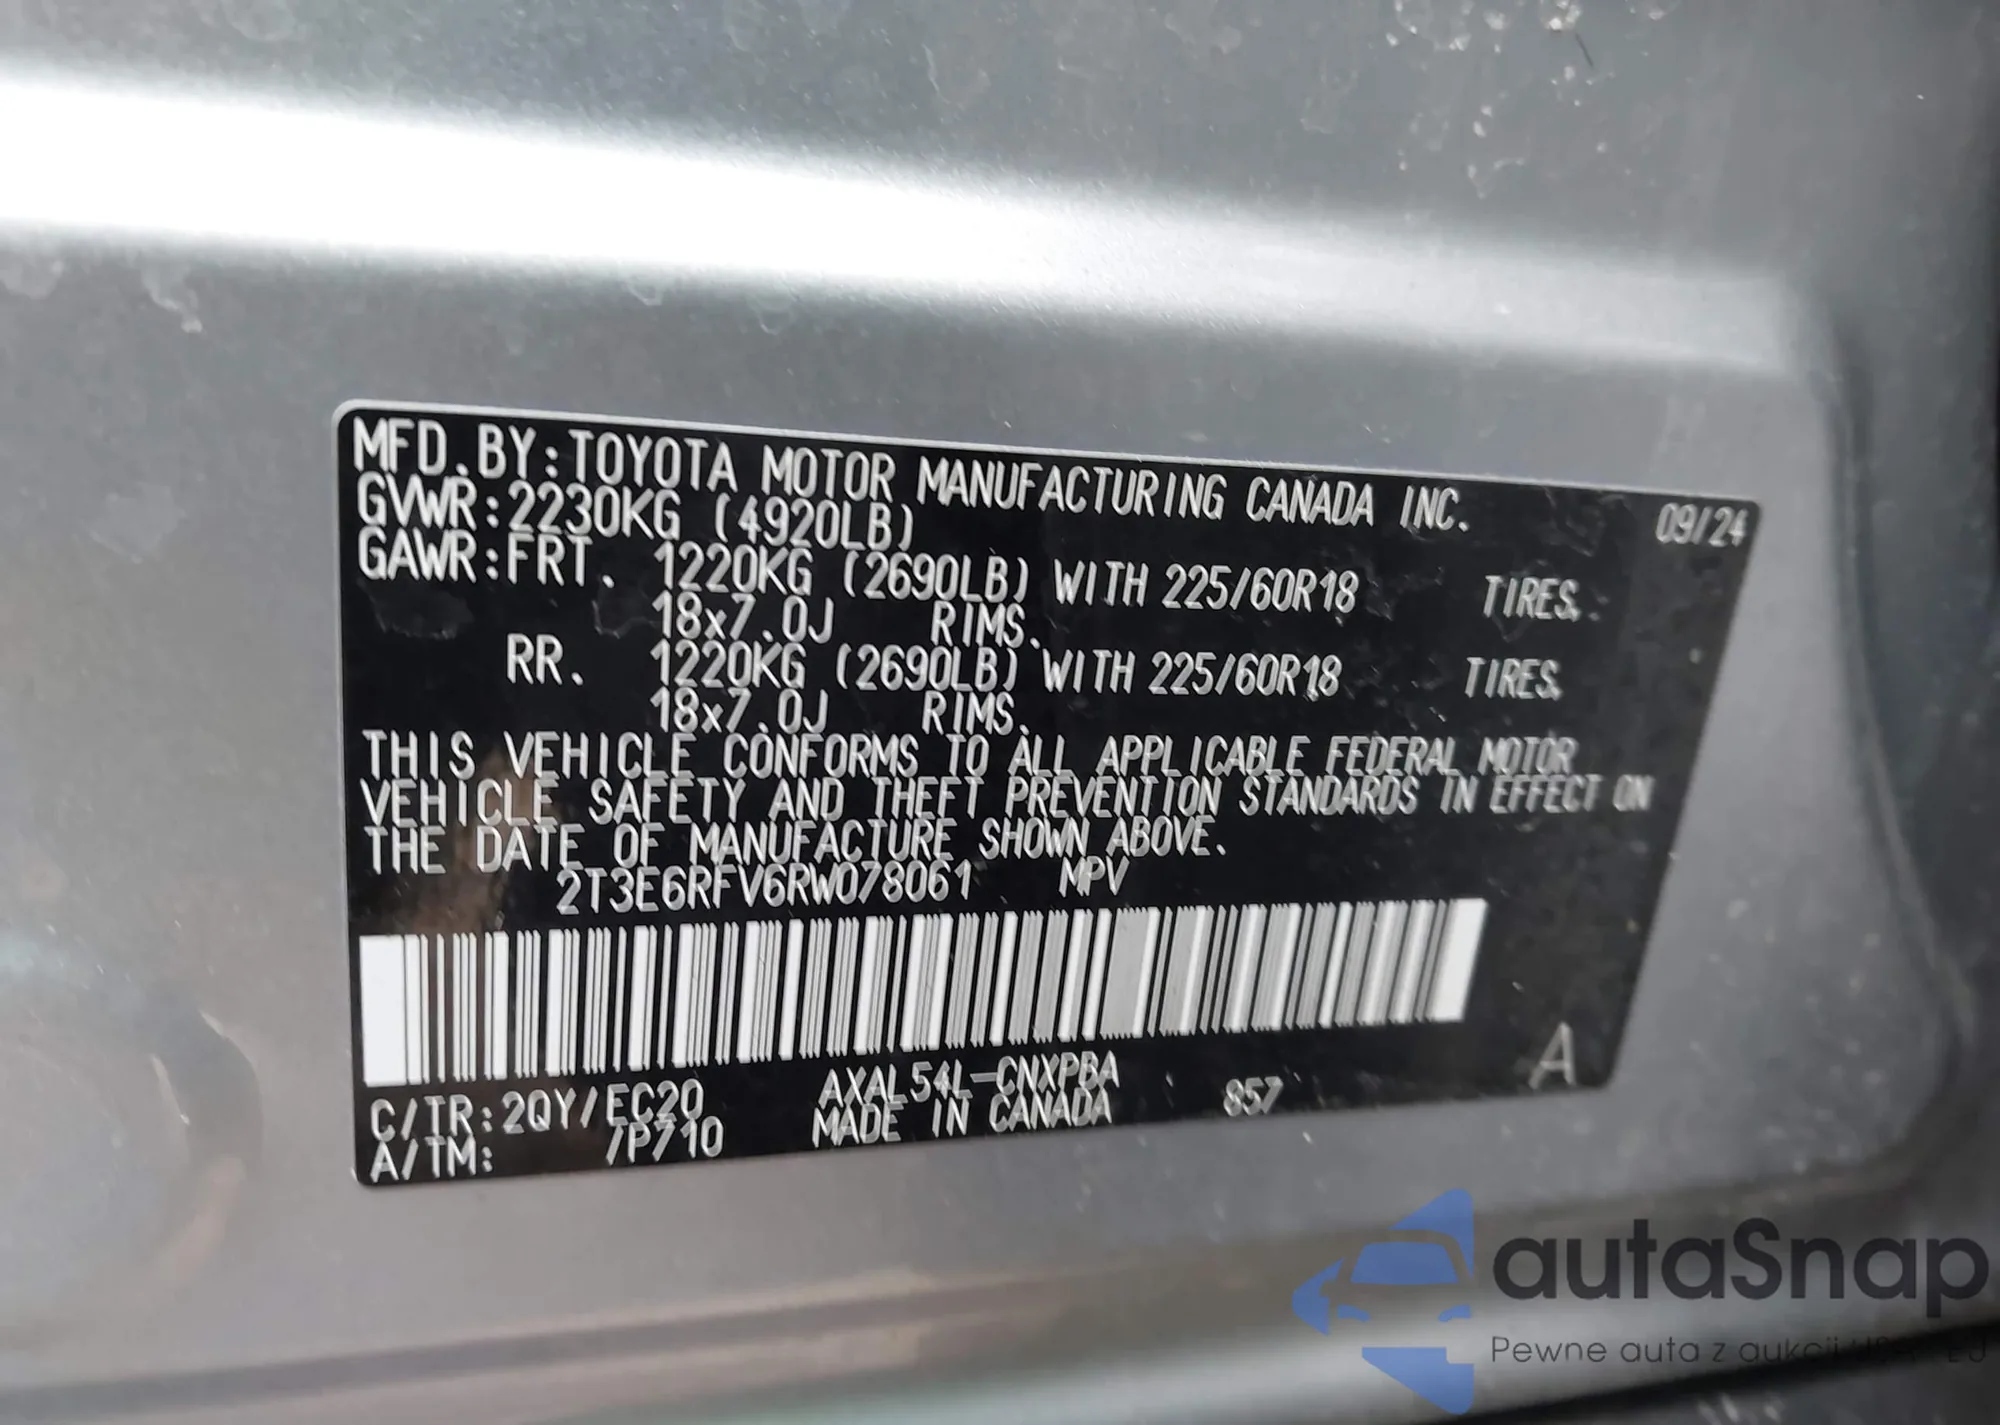 MFD.BY:TOYOTA MOTOR MANUFACTURING CANADA INC. 09/24
GVWR:2230KG (4920LB)
GAWR:FRT. 1220KG (2690LB) WITH 225/60R18 TIRES,
18x7.0J RIMS.
RR. 1220KG (2690LB) WITH 225/60R18 TIRES,
18x7.0J RIMS.
THIS VEHICLE CONFORMS TO ALL APPLICABLE FEDERAL MOTOR
VEHICLE SAFETY AND THEFT PREVENTION STANDARDS IN EFFECT ON
THE DATE OF MANUFACTURE SHOWN ABOVE.
2T3E6RFV6RW078061 MPV
C/TR:2QY/EC20 AXAL54L-CNXPBA 857 A
A/TM: /P710 MADE IN CANADA
autaSnap
Pewne auta z aukcji